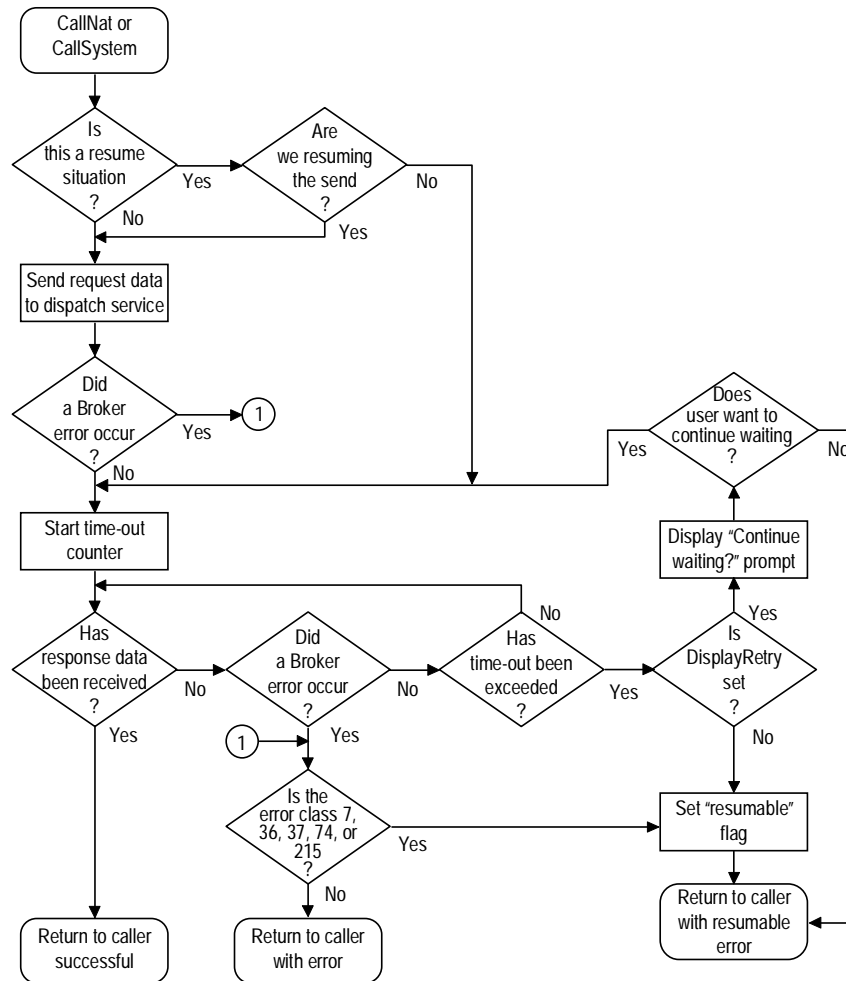 CallNat or
CallSystem
Is
this a resume
situation
?
Yes
No
Are
we resuming
the send
?
No
Yes
Send request data
to dispatch service
Did
a Broker
error occur
?
Yes
No
1
Does
user want to
continue waiting
?
Yes
No
Start time-out
counter
Display “Continue
waiting?” prompt
Has
response data
been received
?
No
Yes
Did
a Broker
error occur
?
No
Yes
No
Has
time-out been
exceeded
?
Yes
Yes
Is
DisplayRetry
set
?
No
1
Is the
error class 7,
36, 37, 74, or
215
?
Yes
No
Set “resumable”
flag
Return to caller
successful
Return to caller
with error
Return to caller
with resumable
error